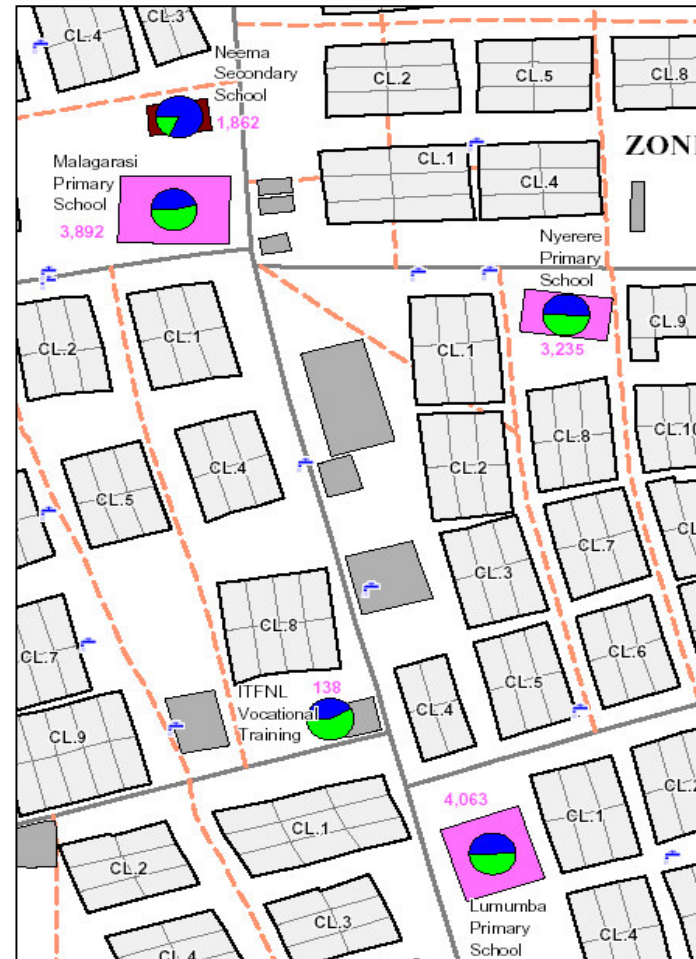 CL.4
CL.3
Neema
Secondary
School
1,862
CL.2
CL.5
CL.8
Malagarasi
Primary
School
3,892
CL.1
CL.4
Nyerere
Primary
School
3,235
CL.2
CL.1
CL.1
CL.9
CL.5
CL.4
CL.2
CL.8
CL.10
CL.3
CL.7
CL.7
CL.8
CL.5
CL.6
CL.9
ITFNL
Vocational
Training
138
CL.4
4,063
CL.1
CL.2
CL.1
CL.3
CL.4
Lumumba
Primary
School
CL.4